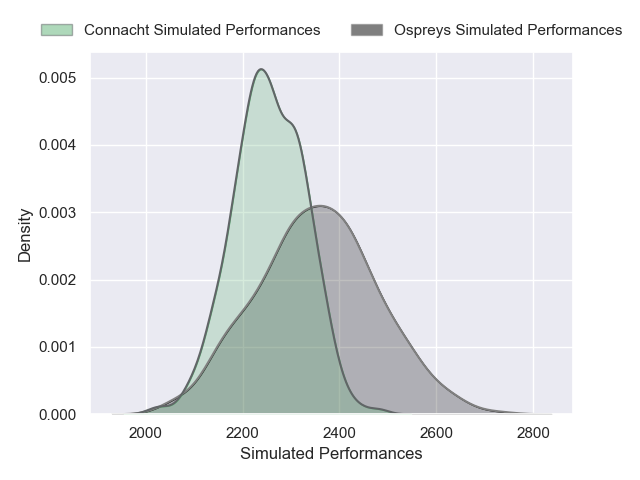 Connacht Simulated Performances Ospreys Simulated Performances
0.005
0.004
0.003
0.002
0.001
0.000
Density
2000 2200 2400 2600 2800
Simulated Performances